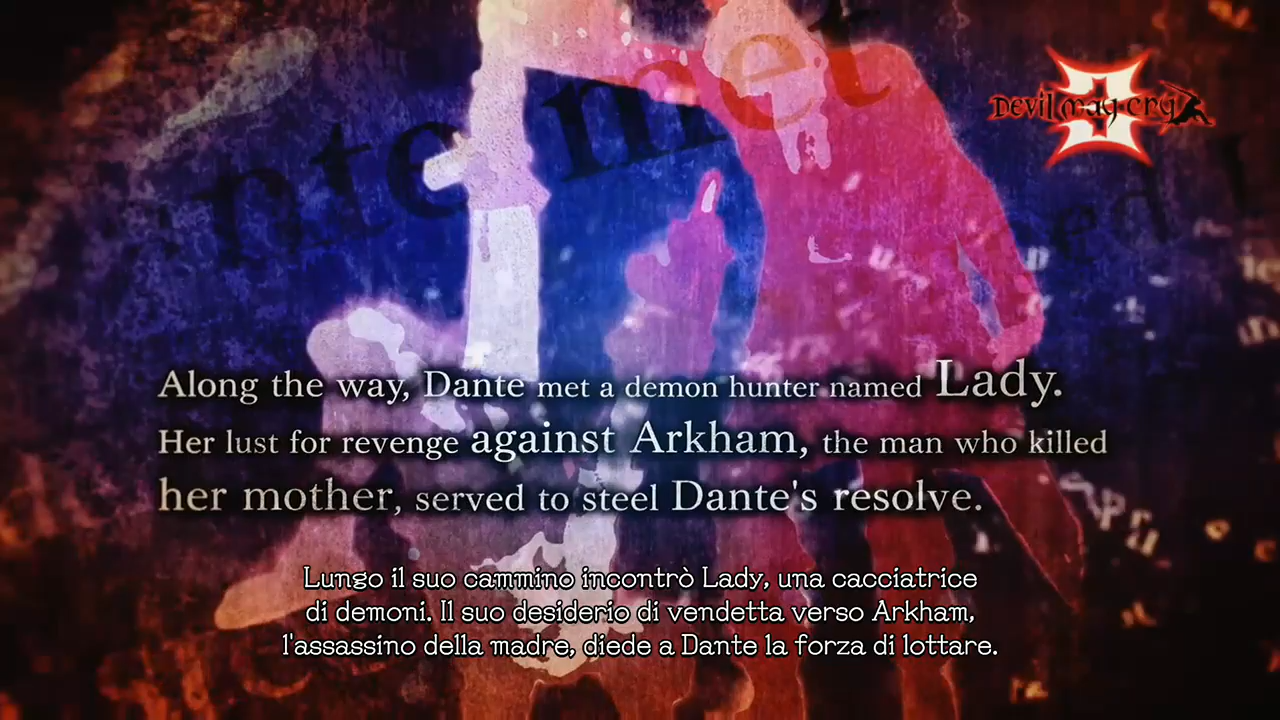 nte met
DEVIL may cry
3
Along the way, Dante met a demon hunter named Lady.
Her lust for revenge against Arkham, the man who killed
her mother, served to steel Dante's resolve.
Lungo il suo cammino incontrò Lady, una cacciatrice
di demoni. Il suo desiderio di vendetta verso Arkham,
l'assassino della madre, diede a Dante la forza di lottare.